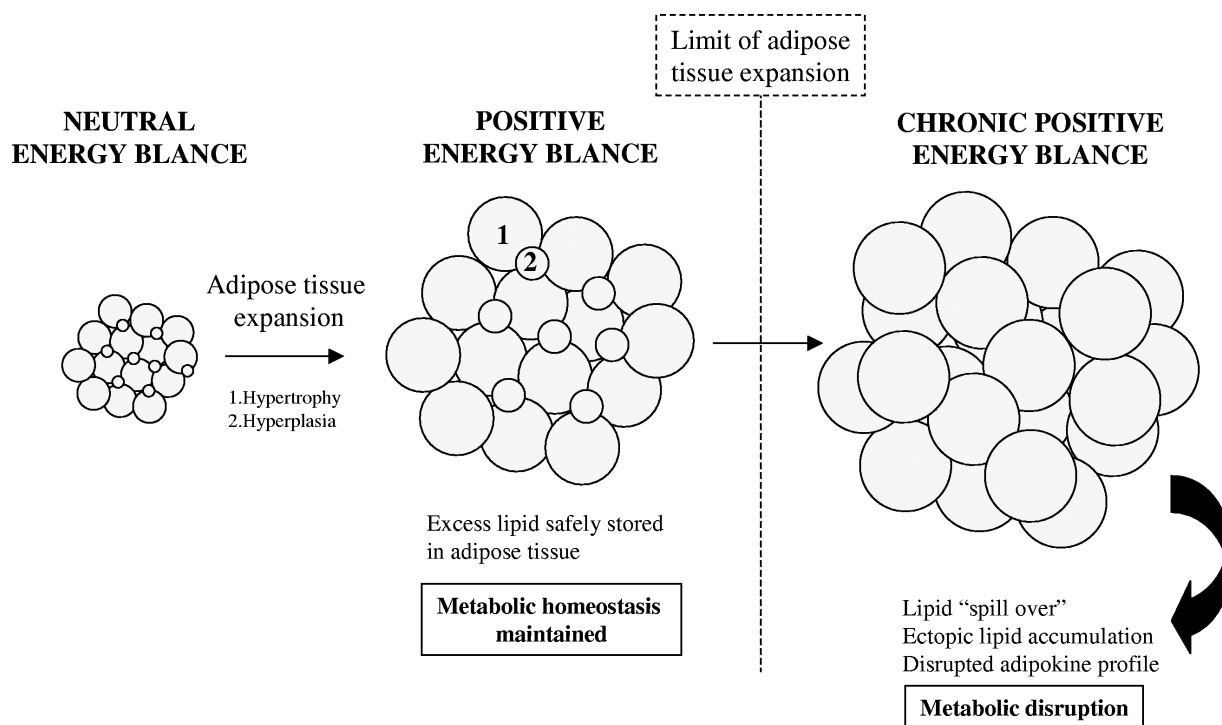 Limit of adipose
tissue expansion
NEUTRAL
ENERGY BLANCE
POSITIVE
ENERGY BLANCE
CHRONIC POSITIVE
ENERGY BLANCE
1
2
Adipose tissue
expansion
1.Hypertrophy
2.Hyperplasia
Excess lipid safely stored
in adipose tissue
Metabolic homeostasis
maintained
Lipid “spill over”
Ectopic lipid accumulation
Disrupted adipokine profile
Metabolic disruption